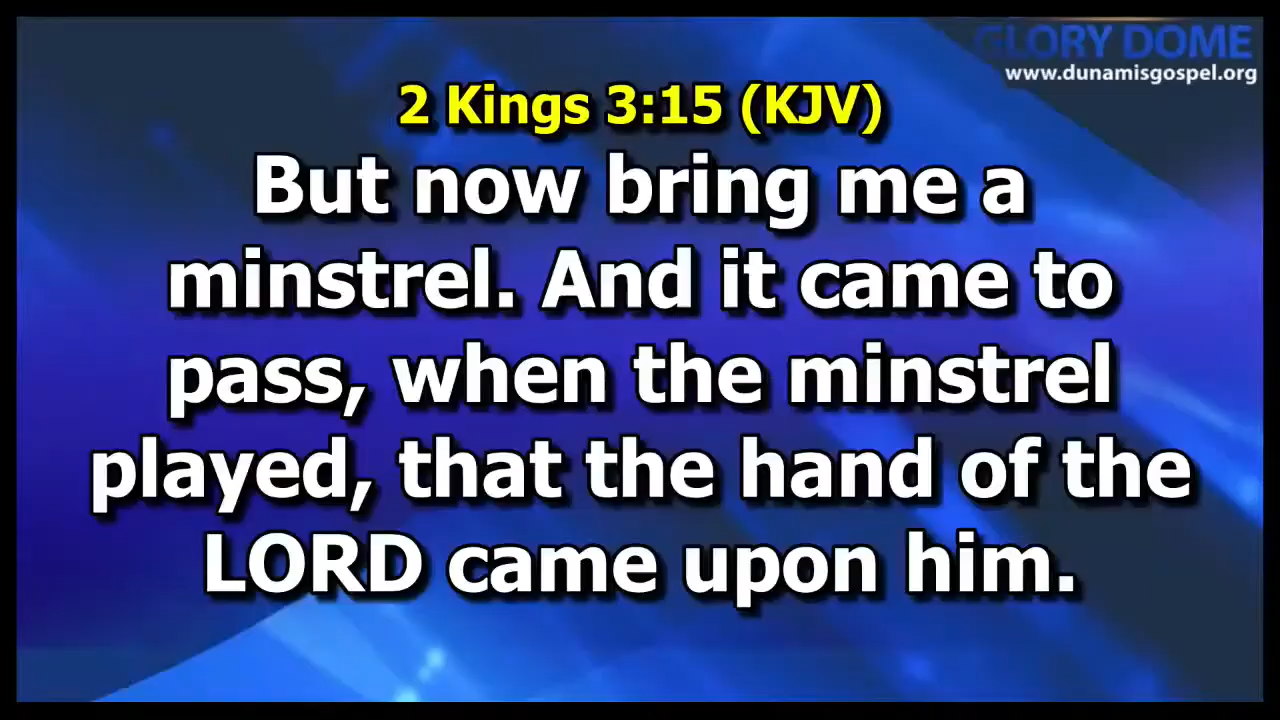 GLORY DOME
www.dunamisgospel.org
2 Kings 3:15 (KJV)
But now bring me a
minstrel. And it came to
pass, when the minstrel
played, that the hand of the
LORD came upon him.